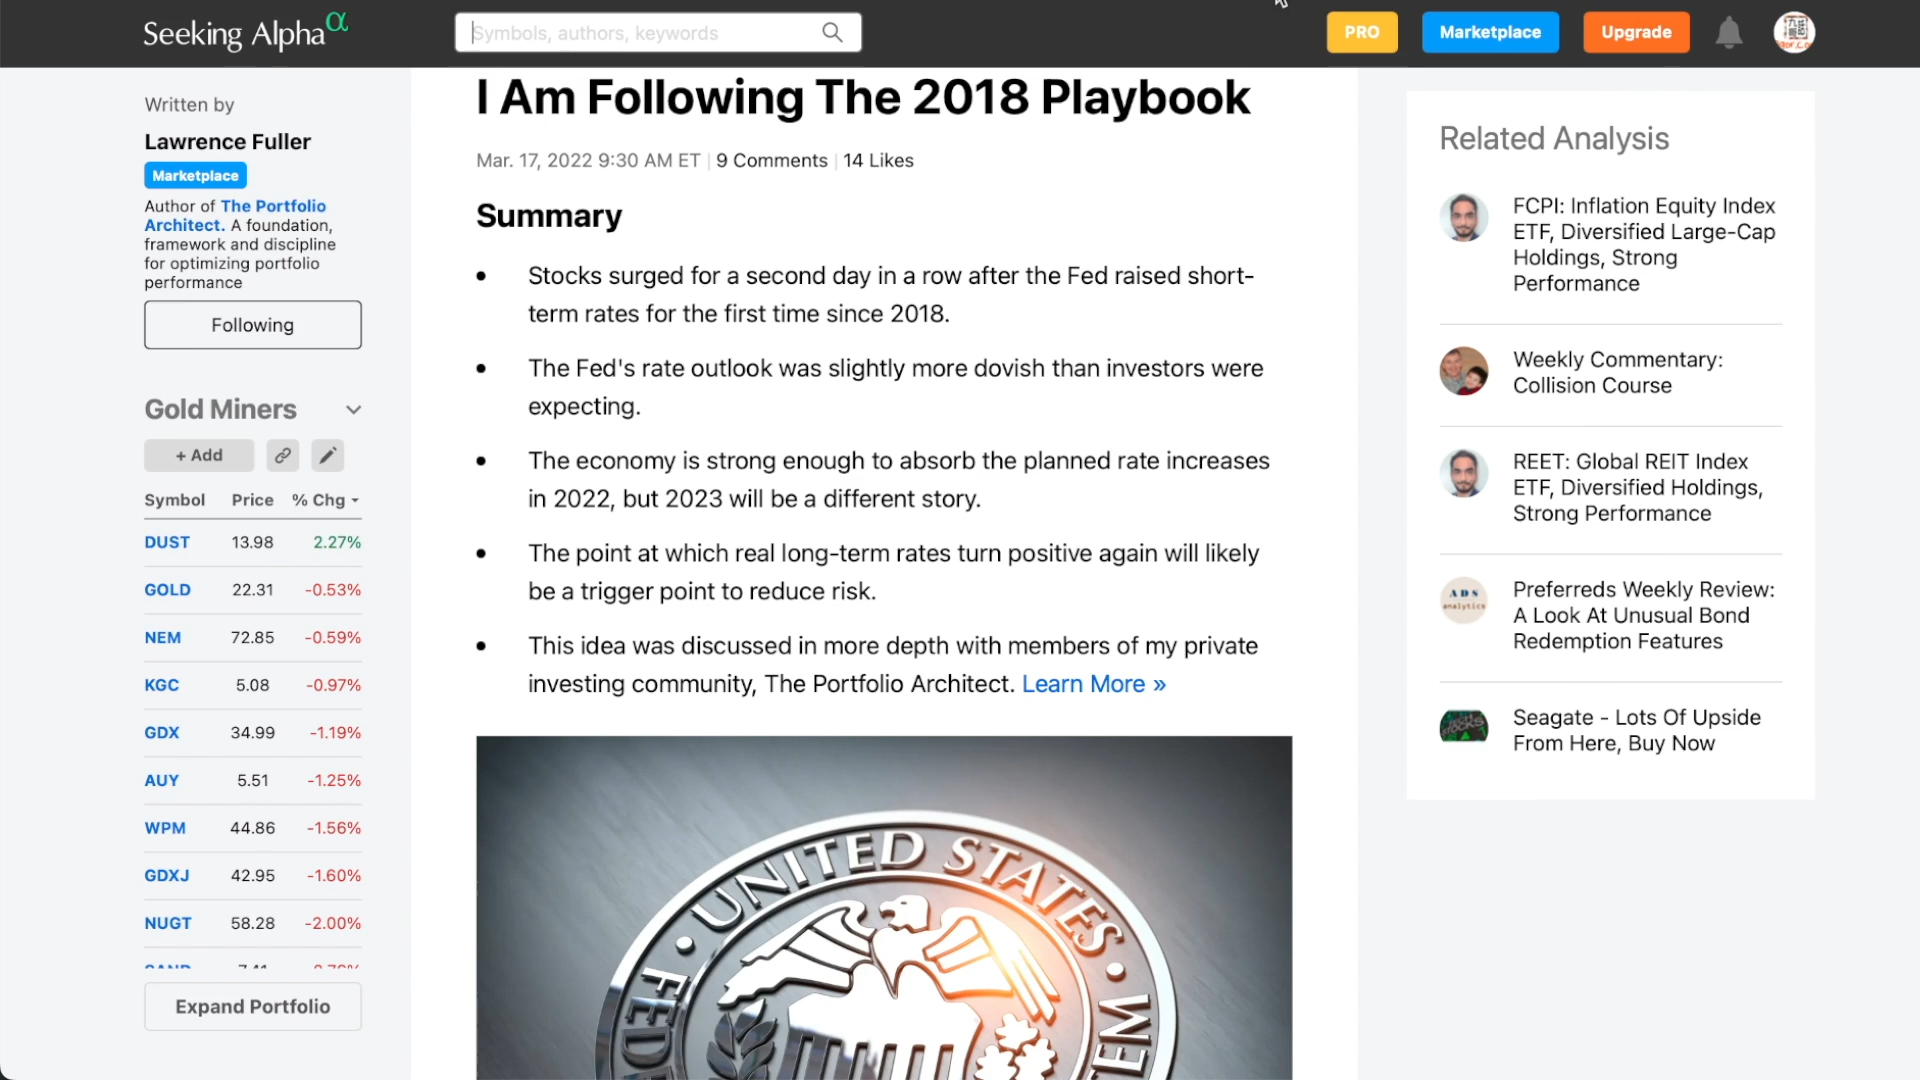 Seeking Alpha α
Symbols, authors, keywords
PRO
Marketplace
Upgrade
Written by
Lawrence Fuller
Marketplace
Author of The Portfolio
Architect. A foundation,
framework and discipline
for optimizing portfolio
performance
Following
Gold Miners
+ Add
Symbol Price % Chg
DUST 13.98 2.27%
GOLD 22.31 -0.53%
NEM 72.85 -0.59%
KGC 5.08 -0.97%
GDX 34.99 -1.19%
AUY 5.51 -1.25%
WPM 44.86 -1.56%
GDXJ 42.95 -1.60%
NUGT 58.28 -2.00%
Expand Portfolio
I Am Following The 2018 Playbook
Mar. 17, 2022 9:30 AM ET | 9 Comments | 14 Likes
Summary
• Stocks surged for a second day in a row after the Fed raised short-
term rates for the first time since 2018.
• The Fed's rate outlook was slightly more dovish than investors were
expecting.
• The economy is strong enough to absorb the planned rate increases
in 2022, but 2023 will be a different story.
• The point at which real long-term rates turn positive again will likely
be a trigger point to reduce risk.
• This idea was discussed in more depth with members of my private
investing community, The Portfolio Architect. Learn More »
UNITED STATES
FEDE
EM
Related Analysis
FCPI: Inflation Equity Index
ETF, Diversified Large-Cap
Holdings, Strong
Performance
Weekly Commentary:
Collision Course
REET: Global REIT Index
ETF, Diversified Holdings,
Strong Performance
ADS
analytics
Preferreds Weekly Review:
A Look At Unusual Bond
Redemption Features
Seagate - Lots Of Upside
From Here, Buy Now